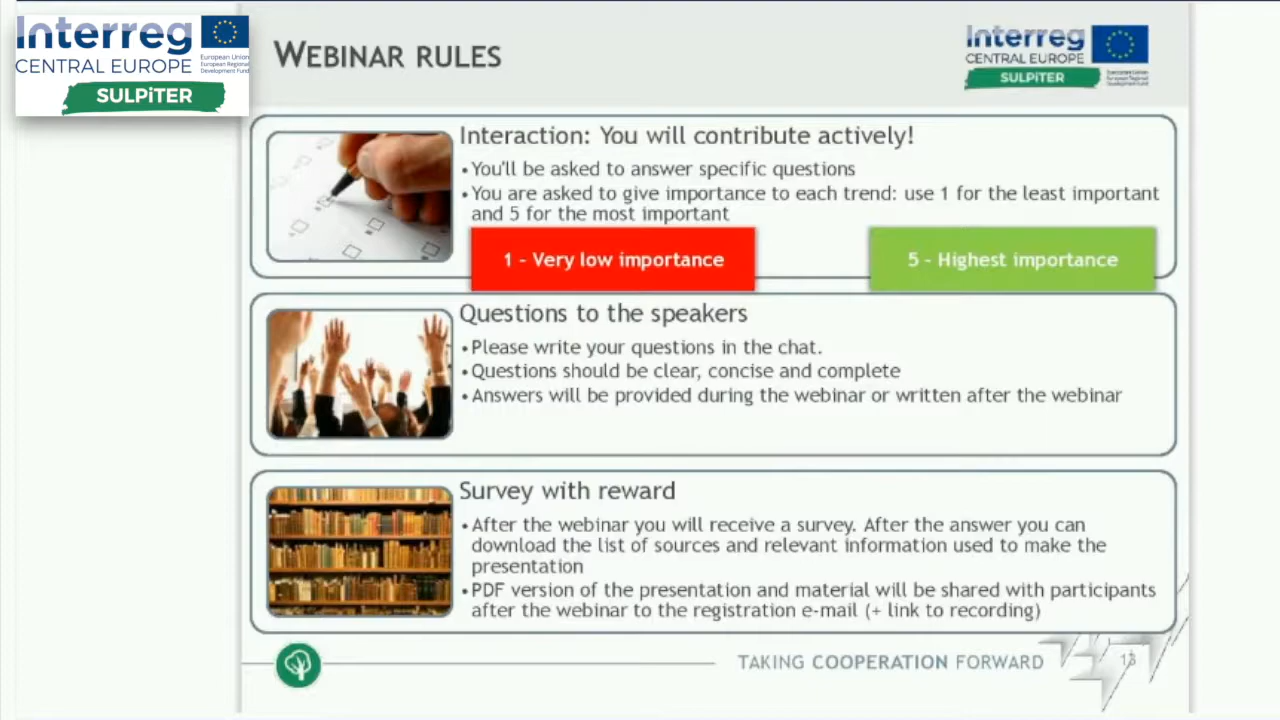 Interreg
CENTRAL EUROPE
European Union
European Regional
Development Fund
SULPiTER
WEBINAR RULES
Interreg
CENTRAL EUROPE
European Union
European Regional
Development Fund
SULPiTER
Interaction: You will contribute actively!
•You'll be asked to answer specific questions
•You are asked to give importance to each trend: use 1 for the least important
and 5 for the most important
1 - Very low importance
5 - Highest importance
Questions to the speakers
•Please write your questions in the chat.
•Questions should be clear, concise and complete
•Answers will be provided during the webinar or written after the webinar
Survey with reward
•After the webinar you will receive a survey. After the answer you can
download the list of sources and relevant information used to make the
presentation
•PDF version of the presentation and material will be shared with participants
after the webinar to the registration e-mail (+ link to recording)
TAKING COOPERATION FORWARD